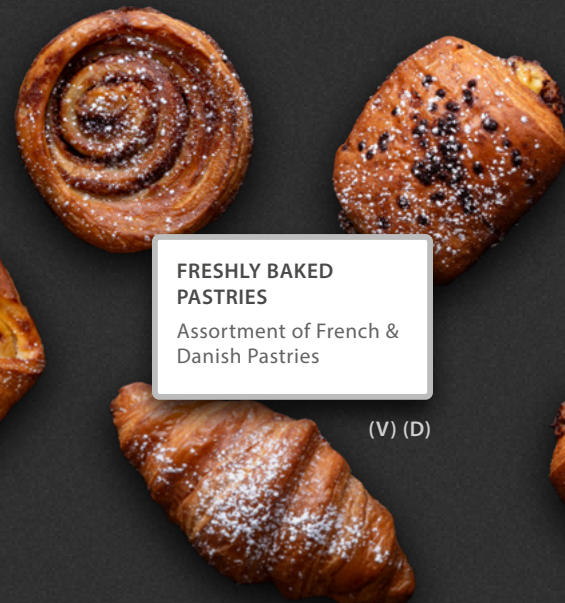 FRESHLY BAKED
PASTRIES
Assortment of French &
Danish Pastries
(V) (D)